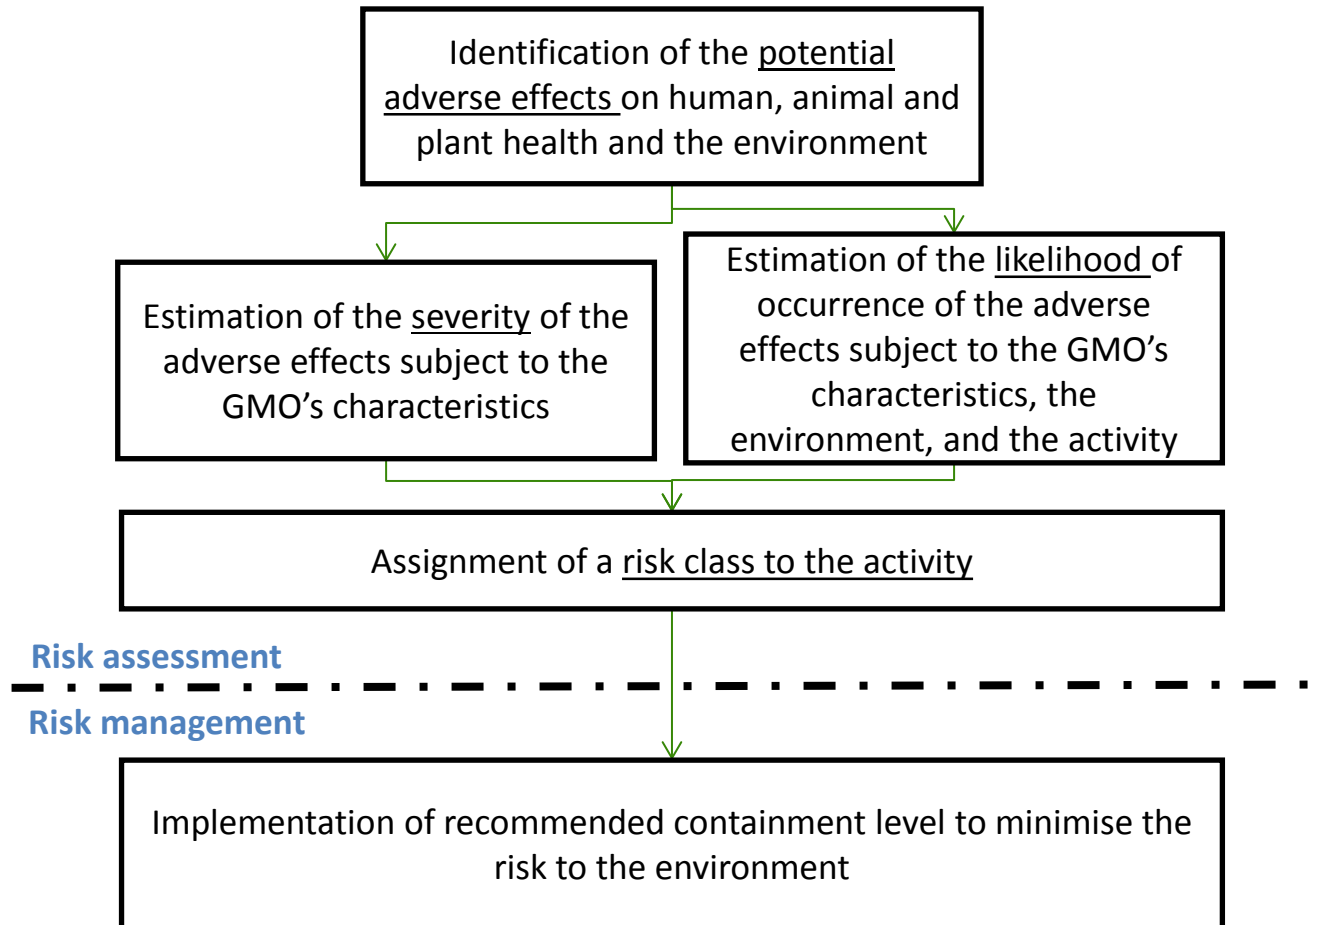 Identification of the potential
adverse effects on human, animal and
plant health and the environment
Estimation of the severity of the
adverse effects subject to the
GMO’s characteristics
Estimation of the likelihood of
occurrence of the adverse
effects subject to the GMO’s
characteristics, the
environment, and the activity
Assignment of a risk class to the activity
Risk assessment
Risk management
Implementation of recommended containment level to minimise the
risk to the environment